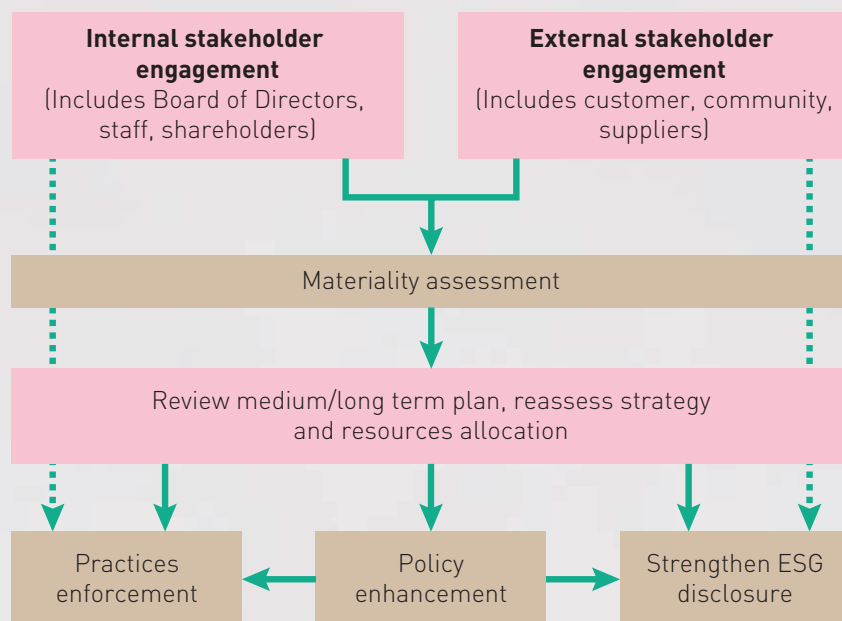 Internal stakeholder
engagement
(Includes Board of Directors,
staff, shareholders)
External stakeholder
engagement
(Includes customer, community,
suppliers)
Materiality assessment
Review medium/long term plan, reassess strategy
and resources allocation
Practices
enforcement
Policy
enhancement
Strengthen ESG
disclosure